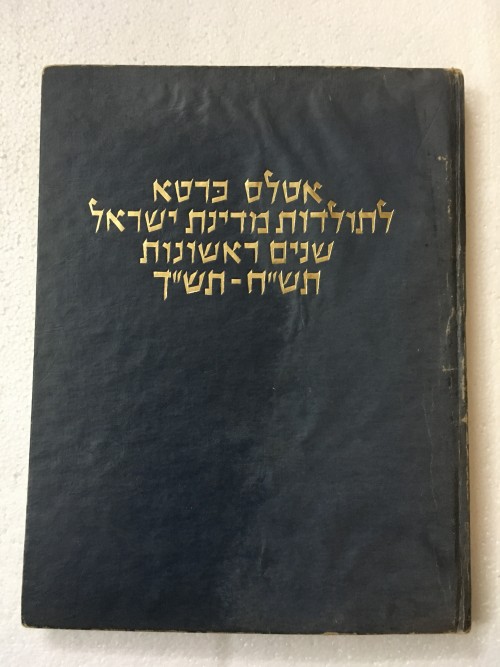 אטלס כרטא
לתולדות מדינת ישראל
שנים ראשונות
תש״ח - תש״ך